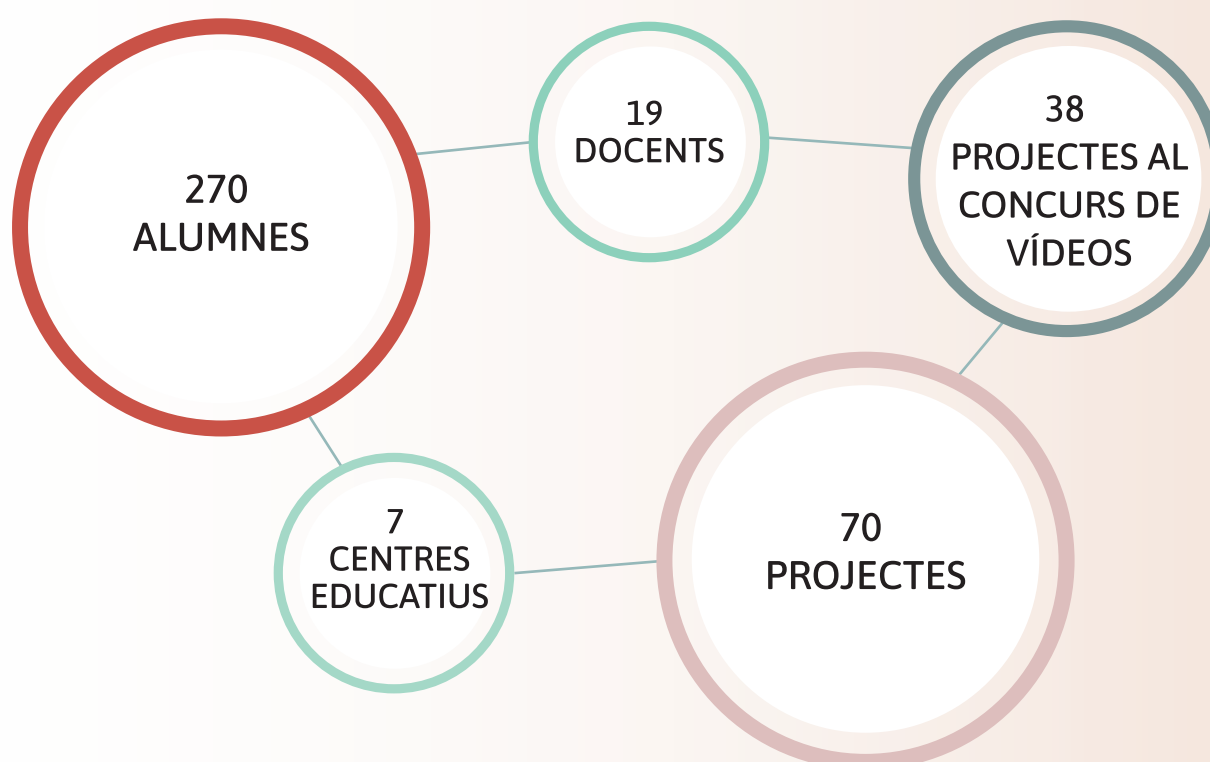 270
ALUMNES
19
DOCENTS
38
PROJECTES AL
CONCURS DE
VÍDEOS
7
CENTRES
EDUCATIUS
70
PROJECTES